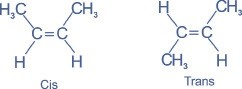 H₃C CH₃ H CH₃
C=C C=C
H H CH₃ H
Cis Trans